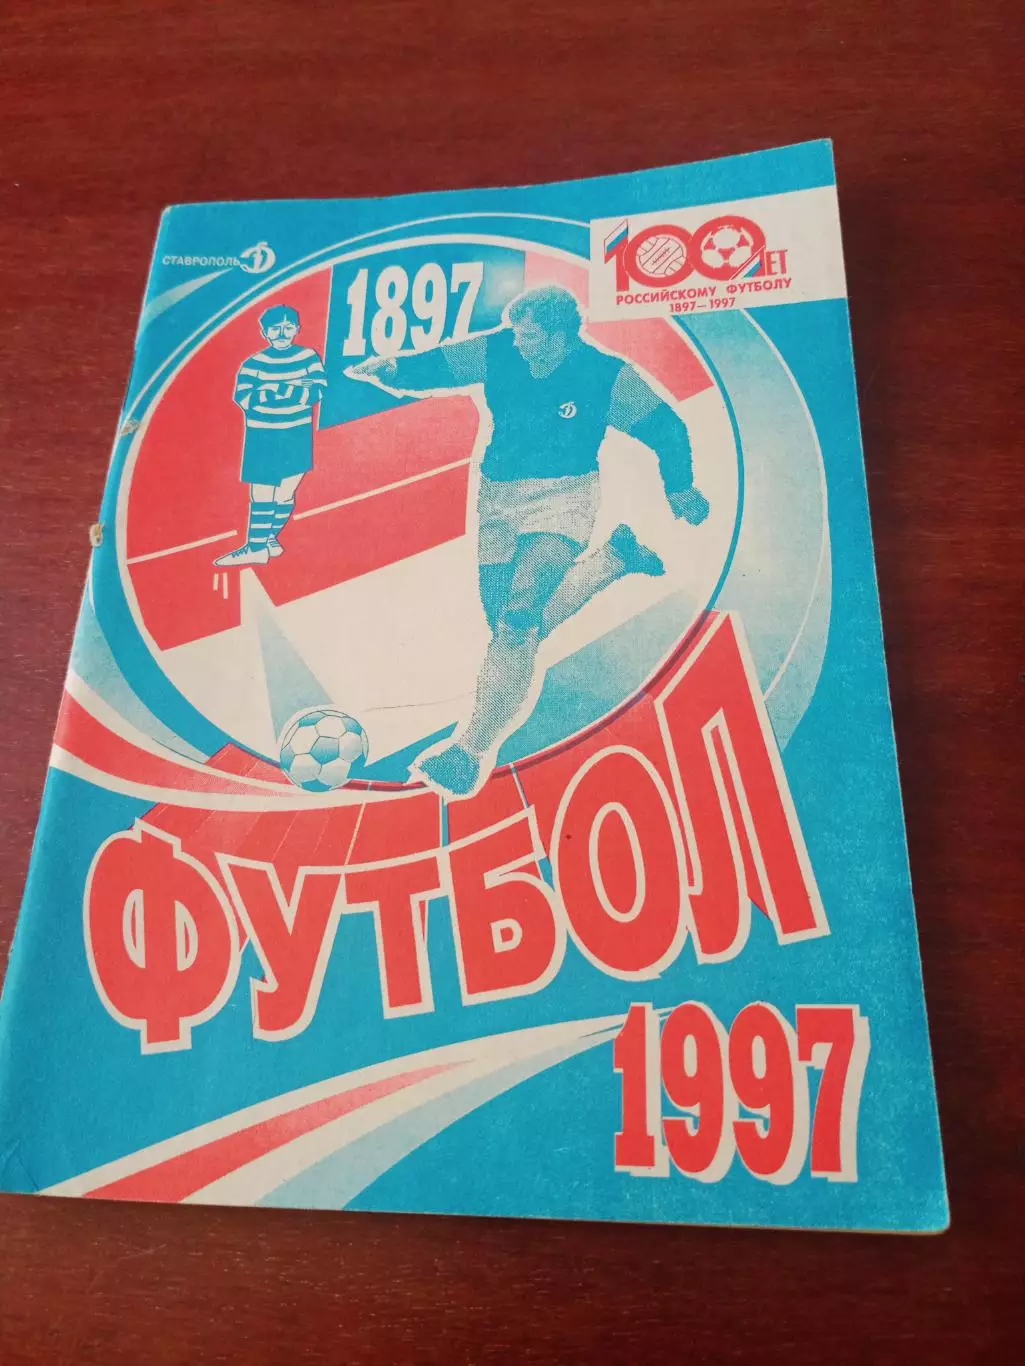 СТАВРОПОЛЬ Д
1897
100 ЛЕТ
РОССИЙСКОМУ ФУТБОЛУ
1897–1997
Д
ФУТБОЛ
1997